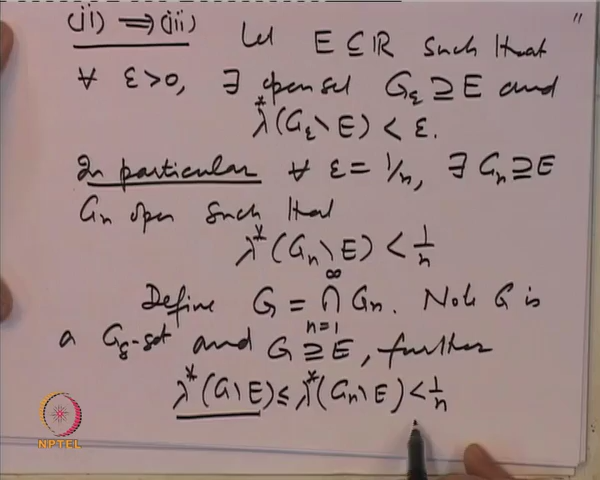 (ii) ⟹ (iii) Let E ⊆ ℝ such that
∀ ε>0, ∃ open set G_ε ⊇ E and
λ*(G_ε \ E) < ε.
In particular ∀ ε = 1/n, ∃ G_n ⊇ E
G_n open such that
λ*(G_n \ E) < 1/n
Define G = ⋂_{n=1}^∞ G_n. Note G is
a G_δ-set and G ⊇ E, further
λ*(G \ E) ≤ λ*(G_n \ E) < 1/n
NPTEL